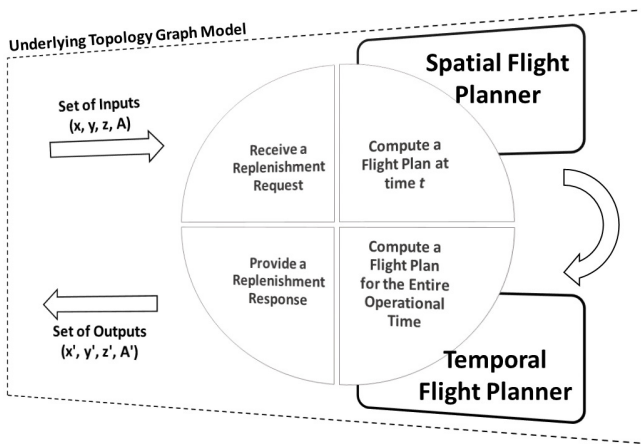 Underlying Topology Graph Model
Set of Inputs
(x, y, z, A)
Receive a
Replenishment
Request
Compute a
Flight Plan at
time t
Spatial Flight
Planner
Provide a
Replenishment
Response
Compute a
Flight Plan
for the Entire
Operational
Time
Set of Outputs
(x', y', z', A')
Temporal
Flight Planner